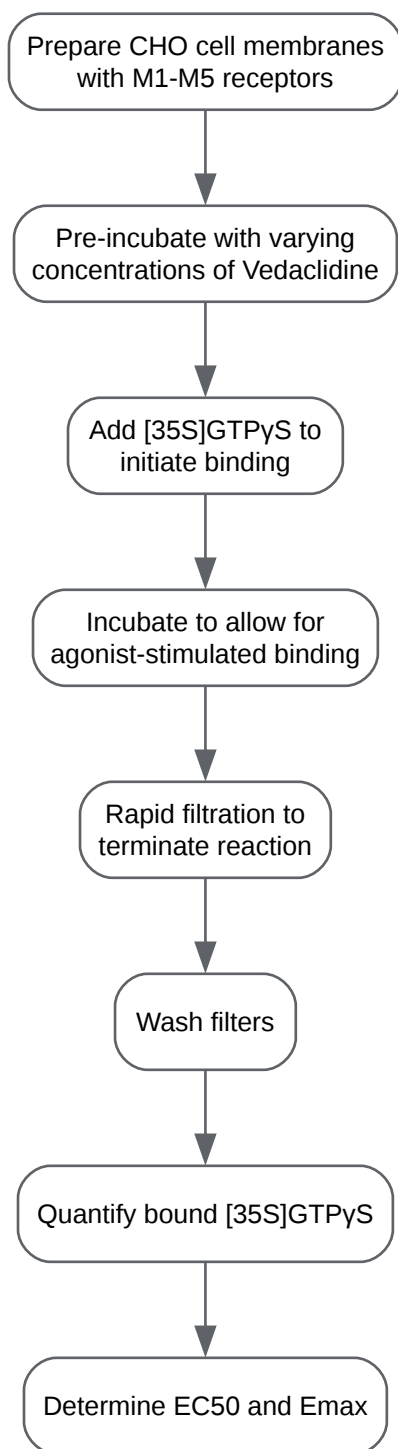 Prepare CHO cell membranes
with M1-M5 receptors
Pre-incubate with varying
concentrations of Vedaclidine
Add [35S]GTPγS to
initiate binding
Incubate to allow for
agonist-stimulated binding
Rapid filtration to
terminate reaction
Wash filters
Quantify bound [35S]GTPγS
Determine EC50 and Emax